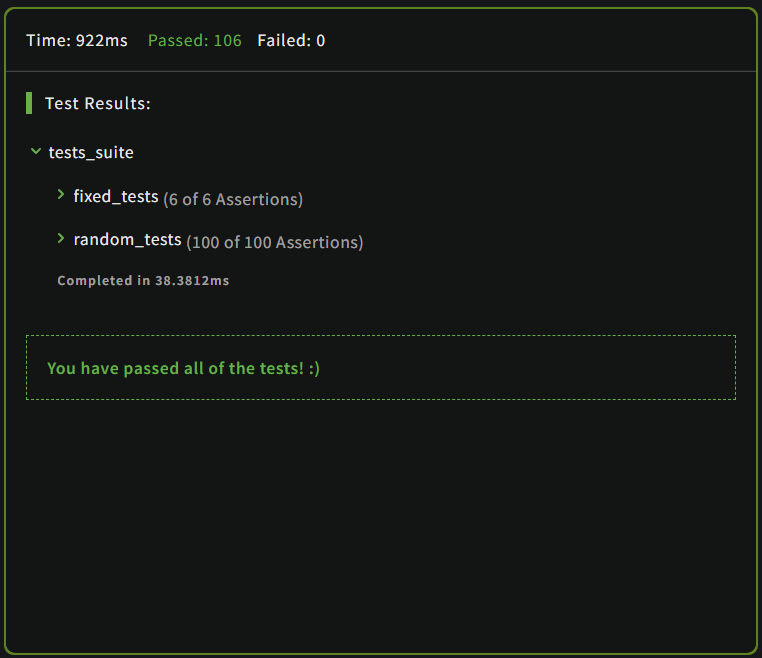 Time: 922ms Passed: 106 Failed: 0
Test Results:
tests_suite
fixed_tests (6 of 6 Assertions)
random_tests (100 of 100 Assertions)
Completed in 38.3812ms
You have passed all of the tests! :)